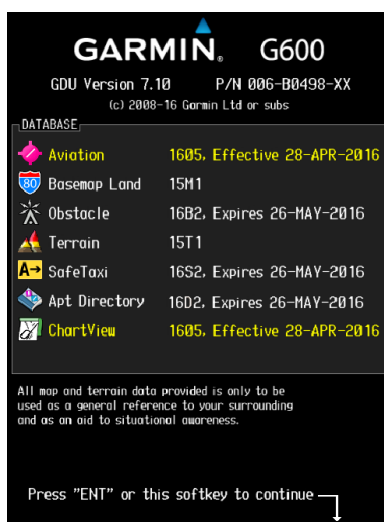 GARMIN. G600
GDU Version 7.10 P/N 006-B0498-XX
(c) 2008-16 Garmin Ltd or subs
DATABASE
Aviation 1605, Effective 28-APR-2016
80 Basemap Land 15M1
Obstacle 16B2, Expires 26-MAY-2016
Terrain 15T1
A→ SafeTaxi 16S2, Expires 26-MAY-2016
Apt Directory 16D2, Expires 26-MAY-2016
ChartView 1605, Effective 28-APR-2016
All map and terrain data provided is only to be
used as a general reference to your surrounding
and as an aid to situational awareness.
Press "ENT" or this softkey to continue